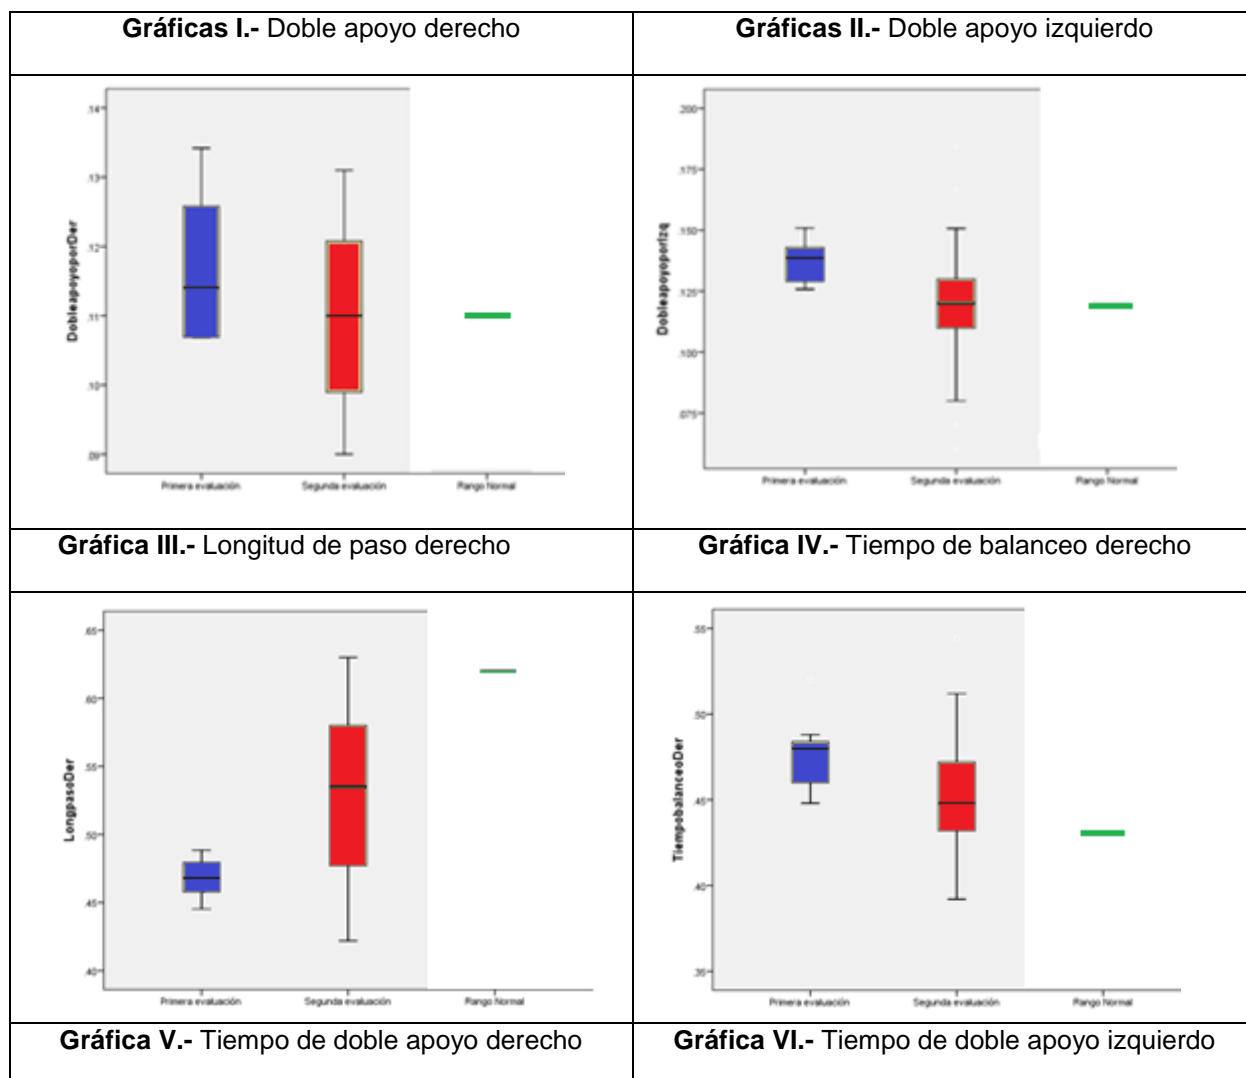 Gráficas I.- Doble apoyo derecho
Gráficas II.- Doble apoyo izquierdo
DobleapoyoporDer
.14
.13
.12
.11
.10
.09
Primera evaluación
Segunda evaluación
Rango Normal
DobleapoyoporIzq
.200
.175
.150
.125
.100
.075
Primera evaluación
Segunda evaluación
Rango Normal
Gráfica III.- Longitud de paso derecho
Gráfica IV.- Tiempo de balanceo derecho
LongpasoDer
.65
.60
.55
.50
.45
.40
Primera evaluación
Segunda evaluación
Rango Normal
TiempobalanceoDer
.55
.50
.45
.40
.35
Primera evaluación
Segunda evaluación
Rango Normal
Gráfica V.- Tiempo de doble apoyo derecho
Gráfica VI.- Tiempo de doble apoyo izquierdo